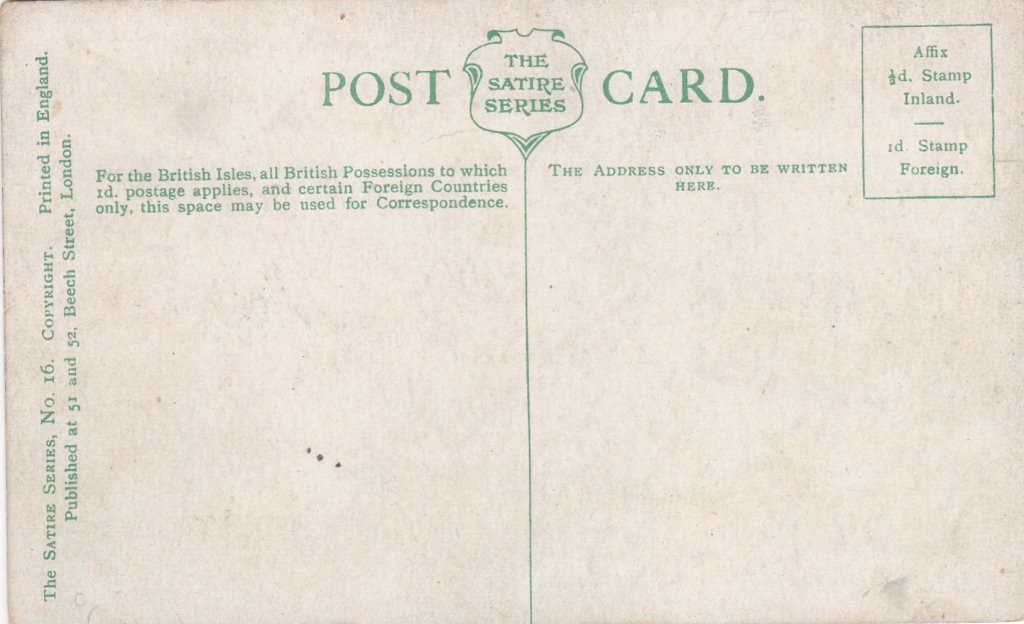 POST CARD.
THE
SATIRE
SERIES
Affix
½d. Stamp
Inland.
1d. Stamp
Foreign.
For the British Isles, all British Possessions to which
1d. postage applies, and certain Foreign Countries
only, this space may be used for Correspondence.
THE ADDRESS ONLY TO BE WRITTEN
HERE.
The SATIRE SERIES, No. 16. COPYRIGHT. Printed in England.
Published at 51 and 52, Beech Street, London.